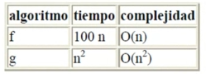 algoritmo tiempo complejidad
f 100 n O(n)
g n² O(n²)